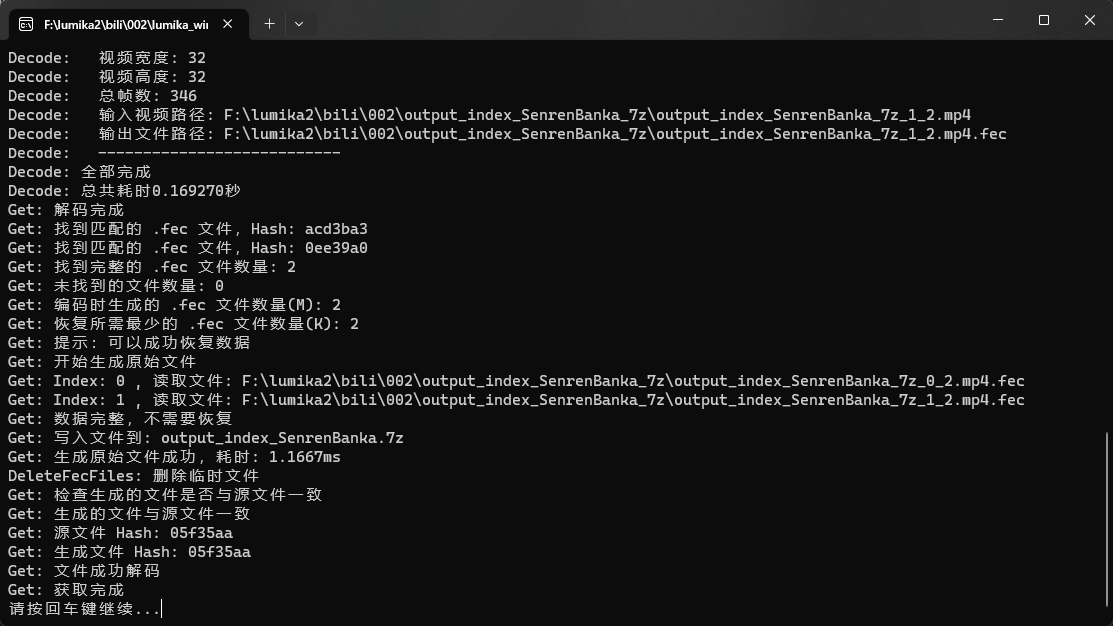 F:\lumika2\bili\002\lumika_wir
Decode:   视频宽度: 32
Decode:   视频高度: 32
Decode:   总帧数: 346
Decode:   输入视频路径: F:\lumika2\bili\002\output_index_SenrenBanka_7z\output_index_SenrenBanka_7z_1_2.mp4
Decode:   输出文件路径: F:\lumika2\bili\002\output_index_SenrenBanka_7z\output_index_SenrenBanka_7z_1_2.mp4.fec
Decode:   ---------------------------
Decode: 全部完成
Decode: 总共耗时0.169270秒
Get: 解码完成
Get: 找到匹配的 .fec 文件, Hash: acd3ba3
Get: 找到匹配的 .fec 文件, Hash: 0ee39a0
Get: 找到完整的 .fec 文件数量: 2
Get: 未找到的文件数量: 0
Get: 编码时生成的 .fec 文件数量(M): 2
Get: 恢复所需最少的 .fec 文件数量(K): 2
Get: 提示: 可以成功恢复数据
Get: 开始生成原始文件
Get: Index: 0 , 读取文件: F:\lumika2\bili\002\output_index_SenrenBanka_7z\output_index_SenrenBanka_7z_0_2.mp4.fec
Get: Index: 1 , 读取文件: F:\lumika2\bili\002\output_index_SenrenBanka_7z\output_index_SenrenBanka_7z_1_2.mp4.fec
Get: 数据完整, 不需要恢复
Get: 写入文件到: output_index_SenrenBanka.7z
Get: 生成原始文件成功, 耗时: 1.1667ms
DeleteFecFiles: 删除临时文件
Get: 检查生成的文件是否与源文件一致
Get: 生成的文件与源文件一致
Get: 源文件 Hash: 05f35aa
Get: 生成文件 Hash: 05f35aa
Get: 文件成功解码
Get: 获取完成
请按回车键继续...